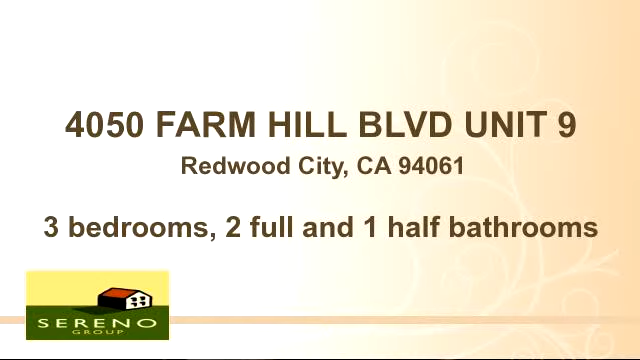 4050 FARM HILL BLVD UNIT 9
Redwood City, CA 94061
3 bedrooms, 2 full and 1 half bathrooms
SERENO
GROUP